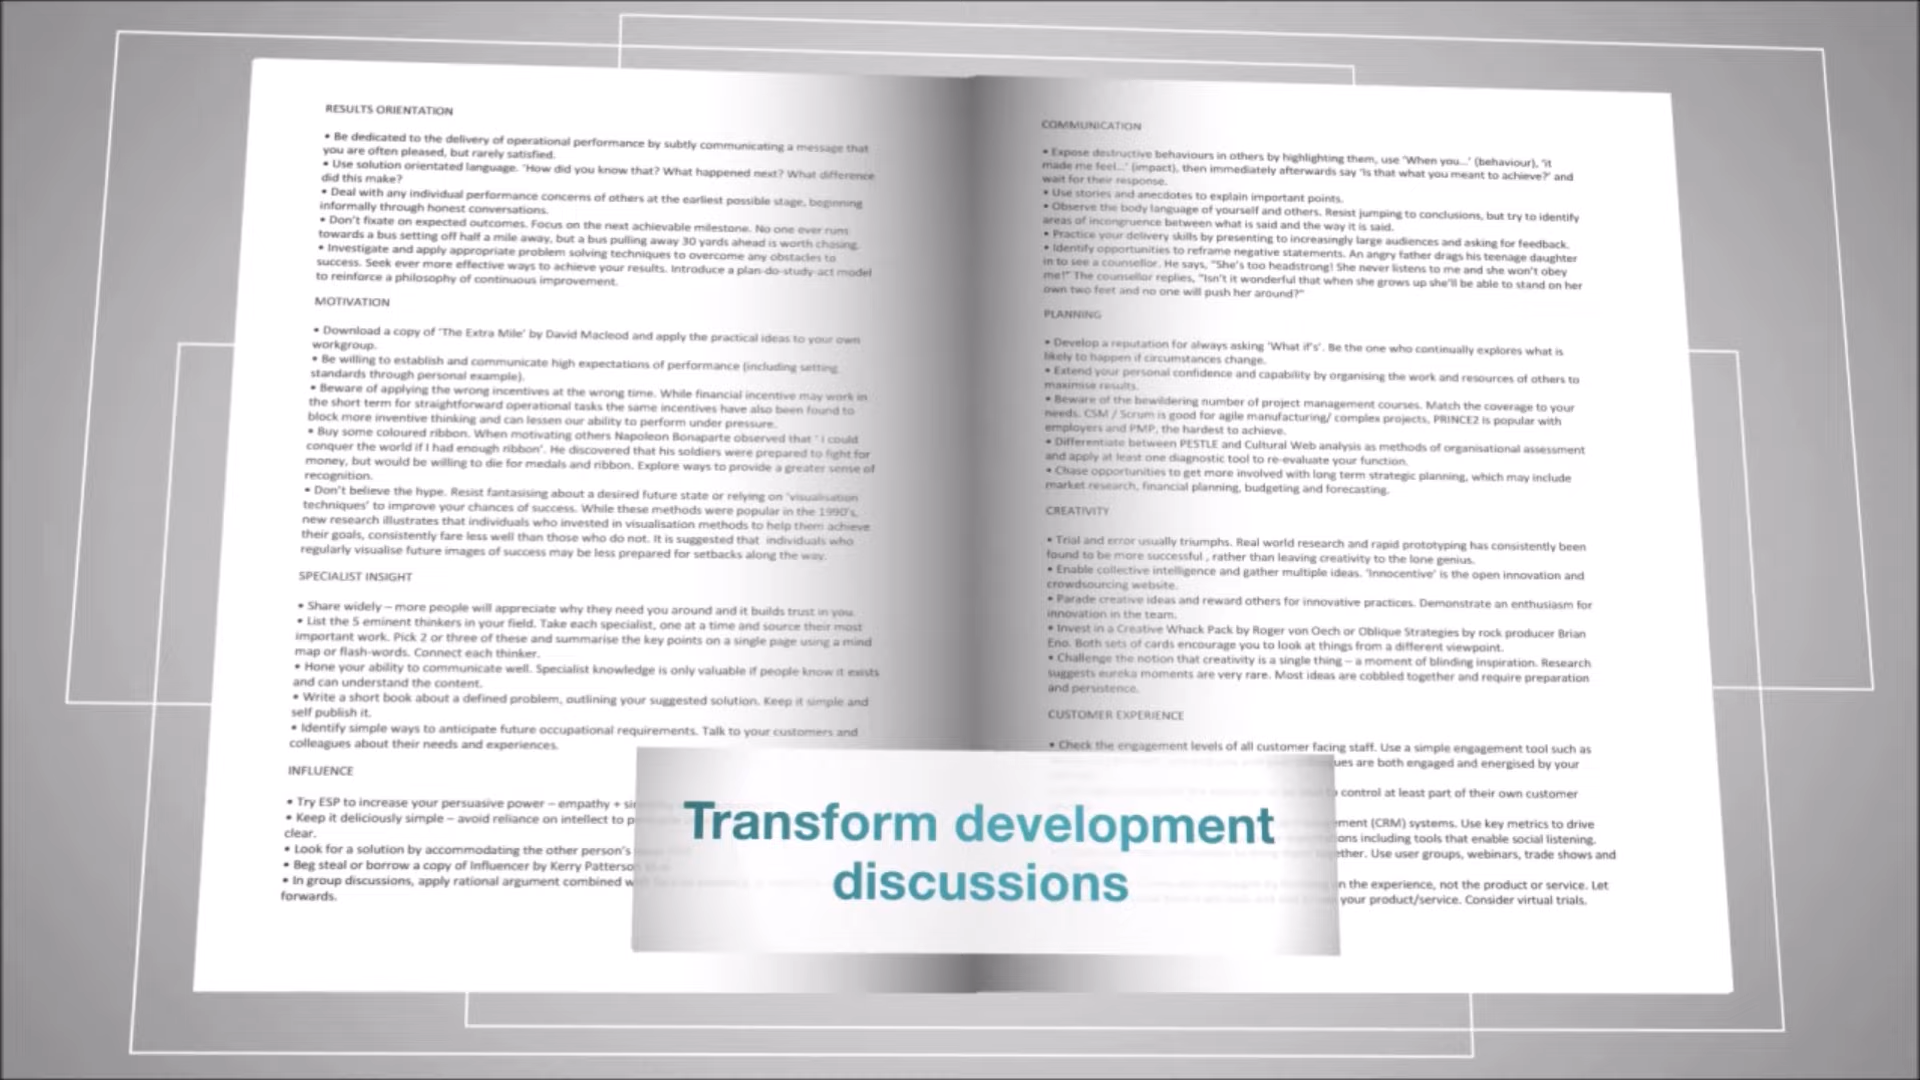 RESULTS ORIENTATION
• Be dedicated to the delivery of operational performance by subtly communicating a message that
you are often pleased, but rarely satisfied.
• Use solution orientated language. 'How did you know that? What happened next? What difference
did this make?
• Deal with any individual performance concerns of others at the earliest possible stage, beginning
informally through honest conversations.
• Don't fixate on expected outcomes. Focus on the next achievable milestone. No one ever runs
towards a bus setting off half a mile away, but a bus pulling away 30 yards ahead is worth chasing.
• Investigate and apply appropriate problem solving techniques to overcome any obstacles to
success. Seek ever more effective ways to achieve your results. Introduce a plan-do-study-act model
to reinforce a philosophy of continuous improvement.
MOTIVATION
• Download a copy of 'The Extra Mile' by David Macleod and apply the practical ideas to your own
workgroup.
• Be willing to establish and communicate high expectations of performance (including setting
standards through personal example).
• Beware of applying the wrong incentives at the wrong time. While financial incentive may work in
the short term for straightforward operational tasks the same incentives have also been found to
block more inventive thinking and can lessen our ability to perform under pressure.
• Buy some coloured ribbon. When motivating others Napoleon Bonaparte observed that ' I could
conquer the world if I had enough ribbon'. He discovered that his soldiers were prepared to fight for
money, but would be willing to die for medals and ribbon. Explore ways to provide a greater sense of
recognition.
• Don't believe the hype. Resist fantasising about a desired future state or relying on 'visualisation
techniques' to improve your chances of success. While these methods were popular in the 1990's,
new research illustrates that individuals who invested in visualisation methods to help them achieve
their goals, consistently fare less well than those who do not. It is suggested that individuals who
regularly visualise future images of success may be less prepared for setbacks along the way.
SPECIALIST INSIGHT
• Share widely – more people will appreciate why they need you around and it builds trust in you.
• List the 5 eminent thinkers in your field. Take each specialist, one at a time and source their most
important work. Pick 2 or three of these and summarise the key points on a single page using a mind
map or flash-words. Connect each thinker.
• Hone your ability to communicate well. Specialist knowledge is only valuable if people know it exists
and can understand the content.
• Write a short book about a defined problem, outlining your suggested solution. Keep it simple and
self publish it.
• Identify simple ways to anticipate future occupational requirements. Talk to your customers and
colleagues about their needs and experiences.
INFLUENCE
• Try ESP to increase your persuasive power – empathy +
• Keep it deliciously simple – avoid reliance on intellect to
clear.
• Look for a solution by accommodating the other person's
• Beg steal or borrow a copy of Influencer by Kerry Patterson
• In group discussions, apply rational argument combined
forwards.
COMMUNICATION
• Expose destructive behaviours in others by highlighting them, use 'When you...' (behaviour), 'it
made me feel...' (impact), then immediately afterwards say 'Is that what you meant to achieve?' and
wait for their response.
• Use stories and anecdotes to explain important points.
• Observe the body language of yourself and others. Resist jumping to conclusions, but try to identify
areas of incongruence between what is said and the way it is said.
• Practice your delivery skills by presenting to increasingly large audiences and asking for feedback.
• Identify opportunities to reframe negative statements. An angry father drags his teenage daughter
in to see a counsellor. He says, "She's too headstrong! She never listens to me and she won't obey
me!" The counsellor replies, "Isn't it wonderful that when she grows up she'll be able to stand on her
own two feet and no one will push her around?"
PLANNING
• Develop a reputation for always asking 'What if's'. Be the one who continually explores what is
likely to happen if circumstances change.
• Extend your personal confidence and capability by organising the work and resources of others to
maximise results.
• Beware of the bewildering number of project management courses. Match the coverage to your
needs. CSM / Scrum is good for agile manufacturing/ complex projects, PRINCE2 is popular with
employers and PMP, the hardest to achieve.
• Differentiate between PESTLE and Cultural Web analysis as methods of organisational assessment
and apply at least one diagnostic tool to re-evaluate your function.
• Chase opportunities to get more involved with long term strategic planning, which may include
market research, financial planning, budgeting and forecasting.
CREATIVITY
• Trial and error usually triumphs. Real world research and rapid prototyping has consistently been
found to be more successful , rather than leaving creativity to the lone genius.
• Enable collective intelligence and gather multiple ideas. 'Innocentive' is the open innovation and
crowdsourcing website.
• Parade creative ideas and reward others for innovative practices. Demonstrate an enthusiasm for
innovation in the team.
• Invest in a Creative Whack Pack by Roger von Oech or Oblique Strategies by rock producer Brian
Eno. Both sets of cards encourage you to look at things from a different viewpoint.
• Challenge the notion that creativity is a single thing – a moment of blinding inspiration. Research
suggests eureka moments are very rare. Most ideas are cobbled together and require preparation
and persistence.
CUSTOMER EXPERIENCE
• Check the engagement levels of all customer facing staff. Use a simple engagement tool such as
are both engaged and energised by your
control at least part of their own customer
(CRM) systems. Use key metrics to drive
including tools that enable social listening.
Use user groups, webinars, trade shows and
the experience, not the product or service. Let
your product/service. Consider virtual trials.
Transform development
discussions